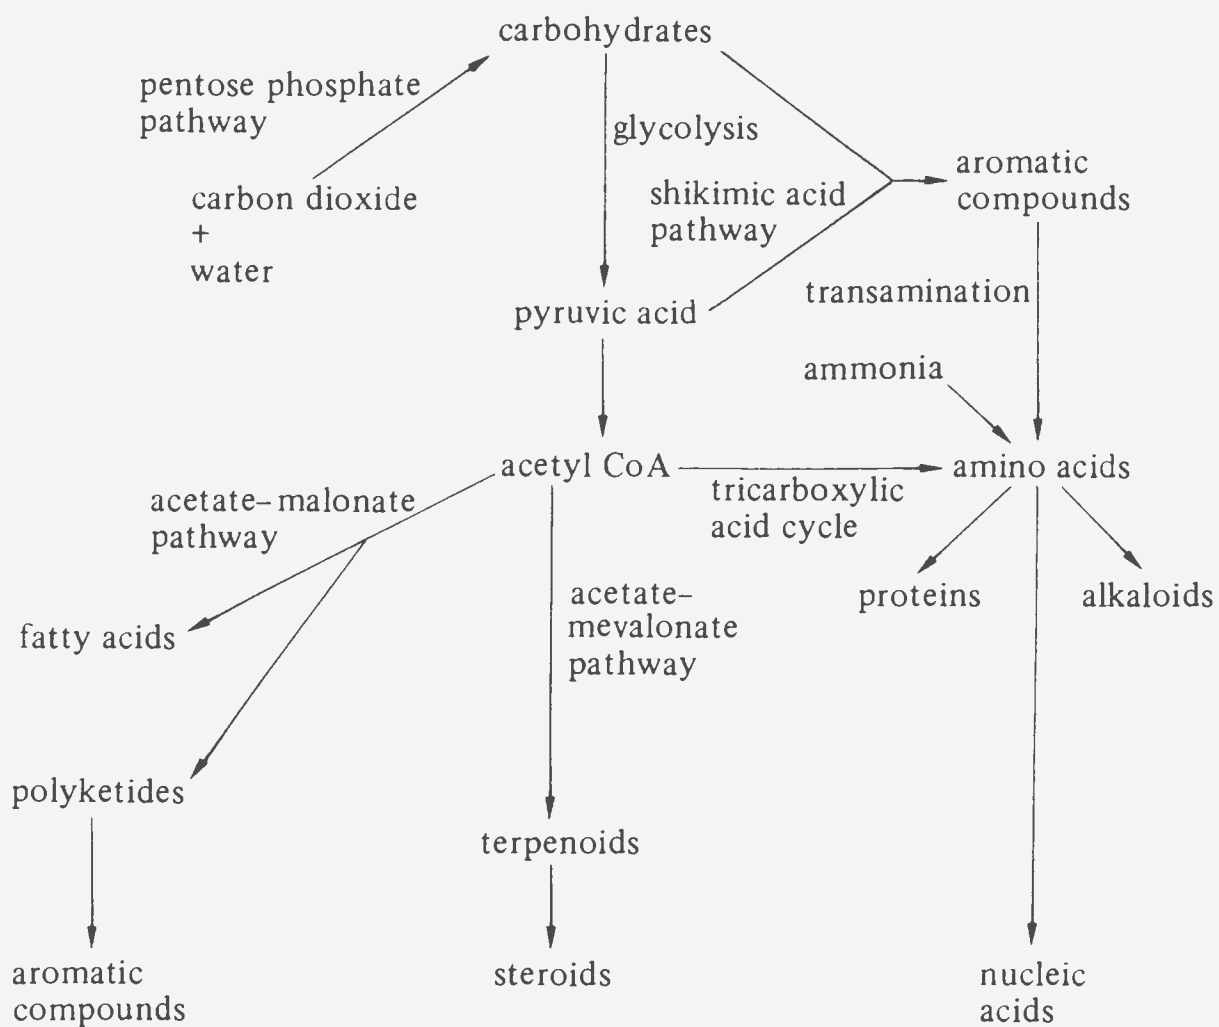 carbohydrates
pentose phosphate
pathway
glycolysis
carbon dioxide
+
water
shikimic acid
pathway
aromatic
compounds
pyruvic acid
transamination
ammonia
acetyl CoA
tricarboxylic
acid cycle
amino acids
acetate-malonate
pathway
acetate-
mevalonate
pathway
proteins
alkaloids
fatty acids
polyketides
terpenoids
aromatic
compounds
steroids
nucleic
acids